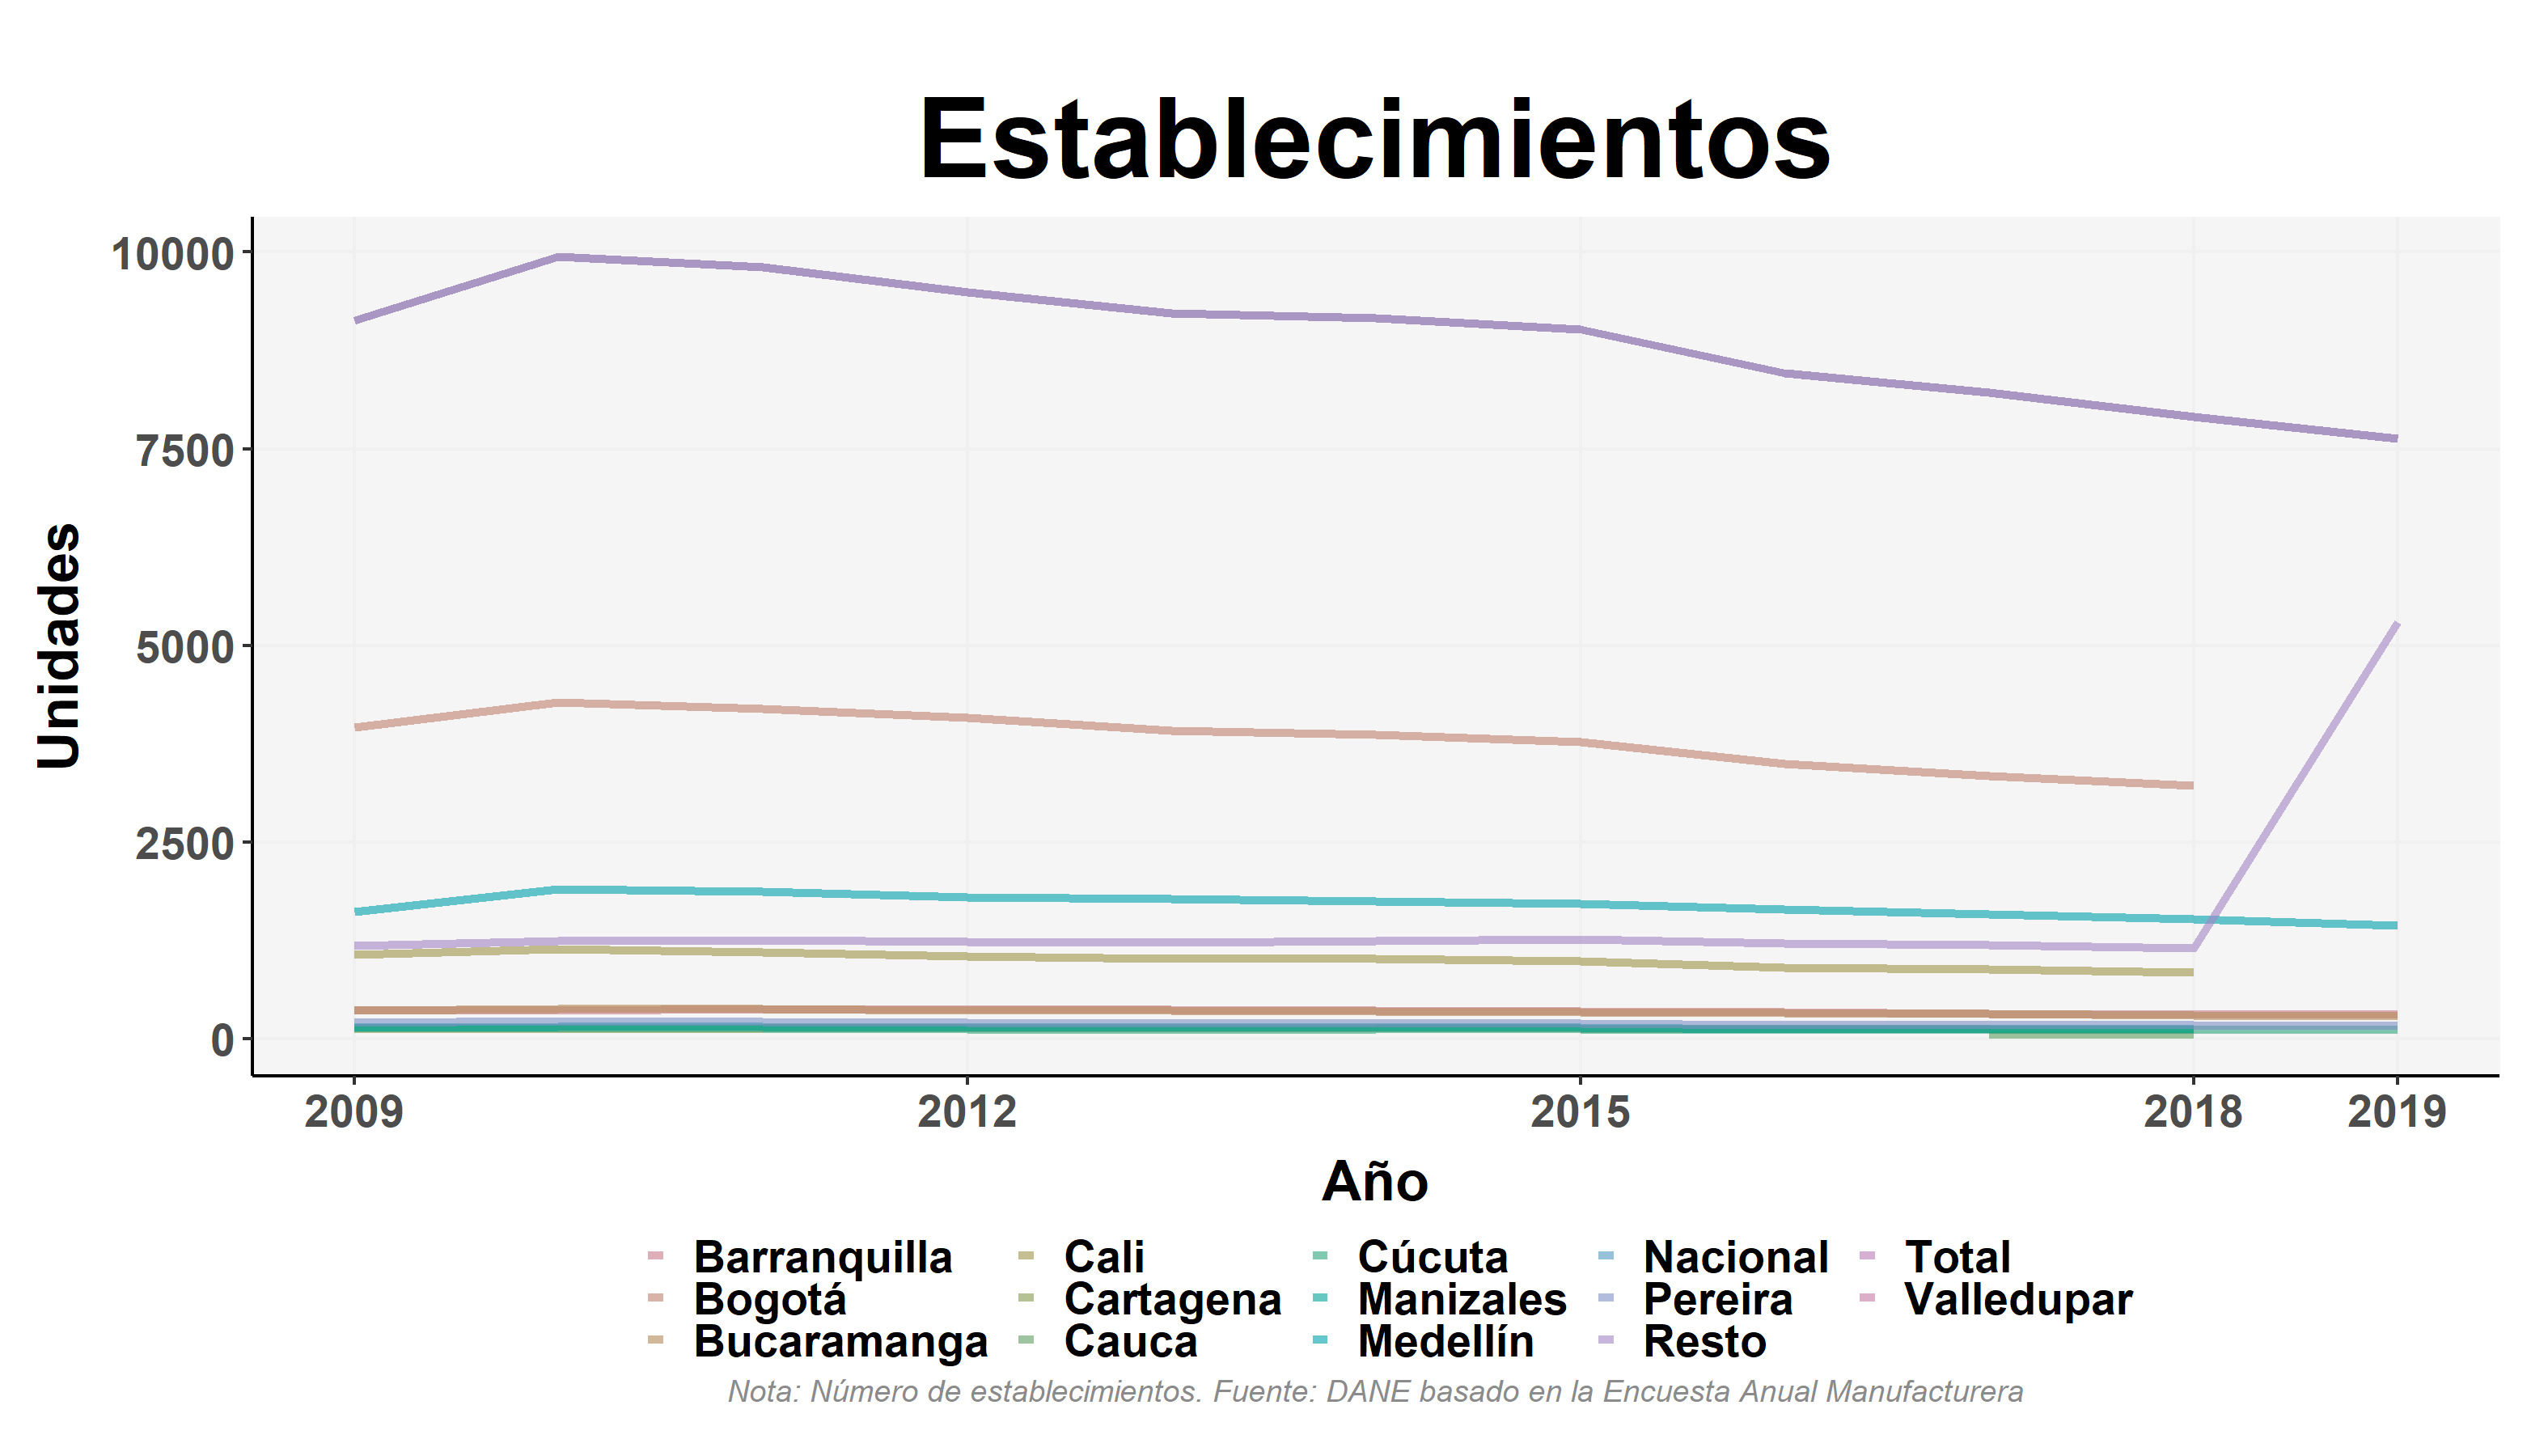 Establecimientos
10000
7500
5000
2500
0
Unidades
2009 2012 2015 2018 2019
Año
Barranquilla Cali Cúcuta Nacional Total
Bogotá Cartagena Manizales Pereira Valledupar
Bucaramanga Cauca Medellín Resto
Nota: Número de establecimientos. Fuente: DANE basado en la Encuesta Anual Manufacturera